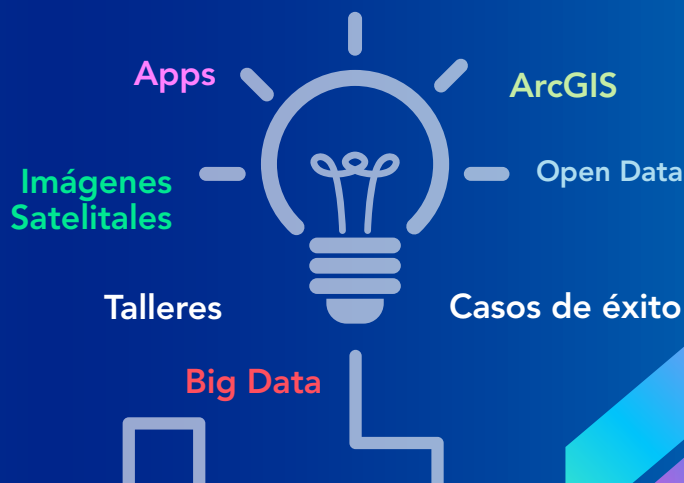 Apps
ArcGIS
Imágenes
Satelitales
Open Data
Talleres
Casos de éxito
Big Data